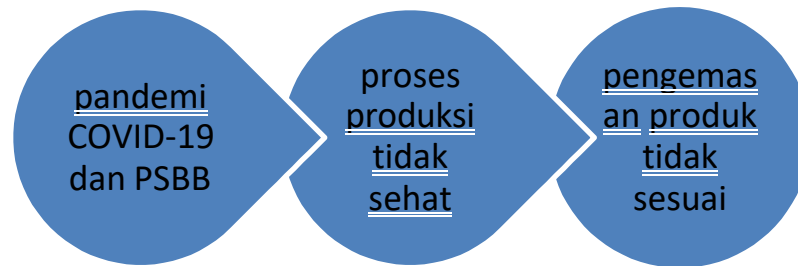 pandemi
COVID-19
dan PSBB
proses
produksi
tidak
sehat
pengemas
an produk
tidak
sesuai